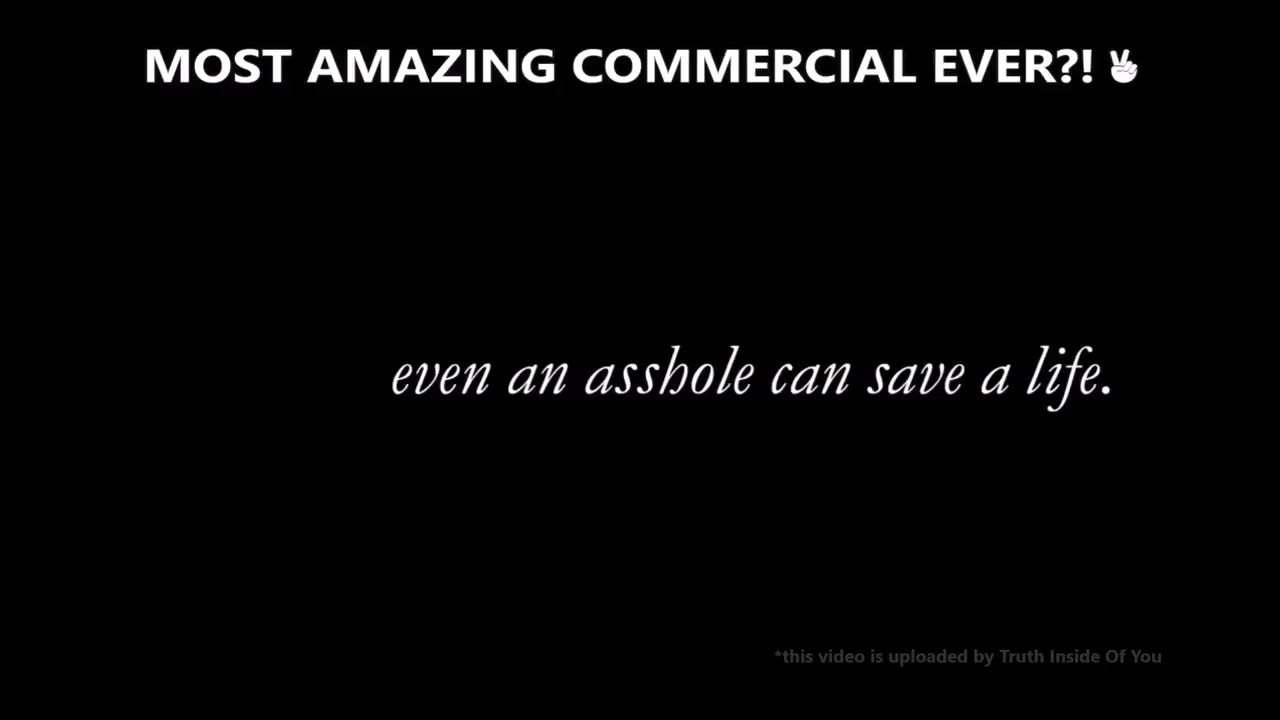 MOST AMAZING COMMERCIAL EVER?! ✌
even an asshole can save a life.
*this video is uploaded by Truth Inside Of You